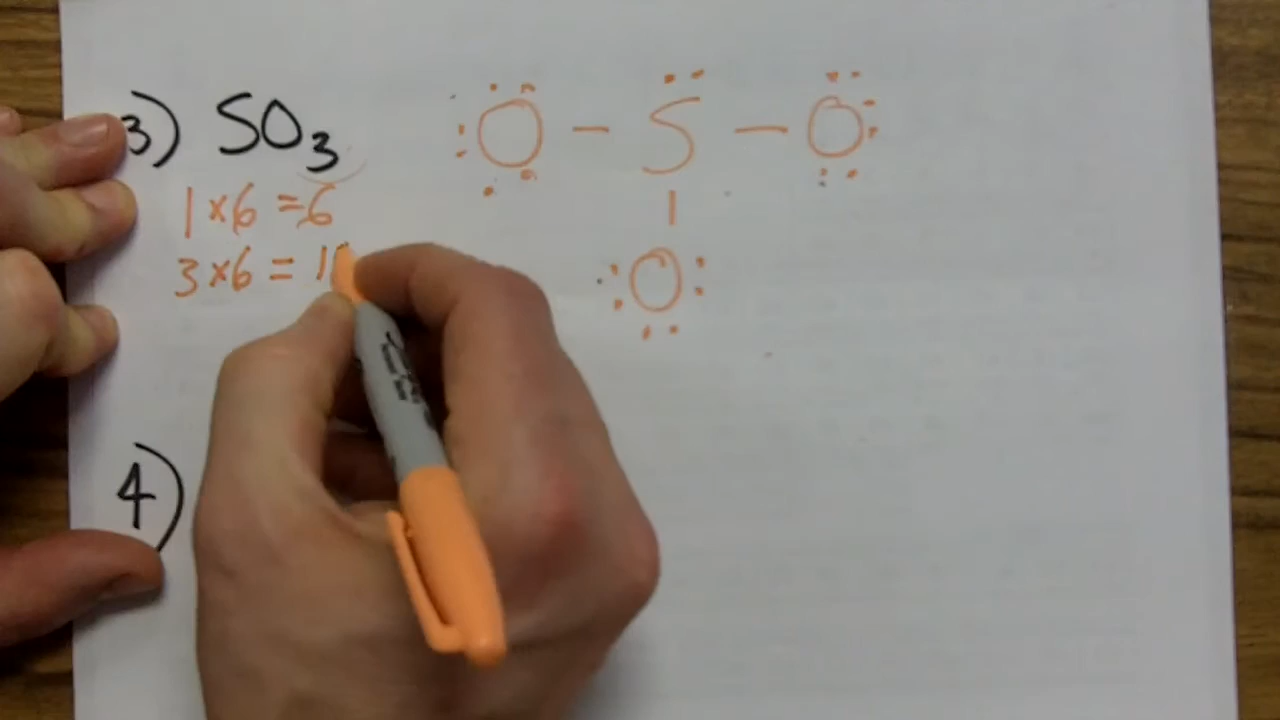 3) SO₃
1×6 =6
3×6 = 1
O – S – O
|
O
4)